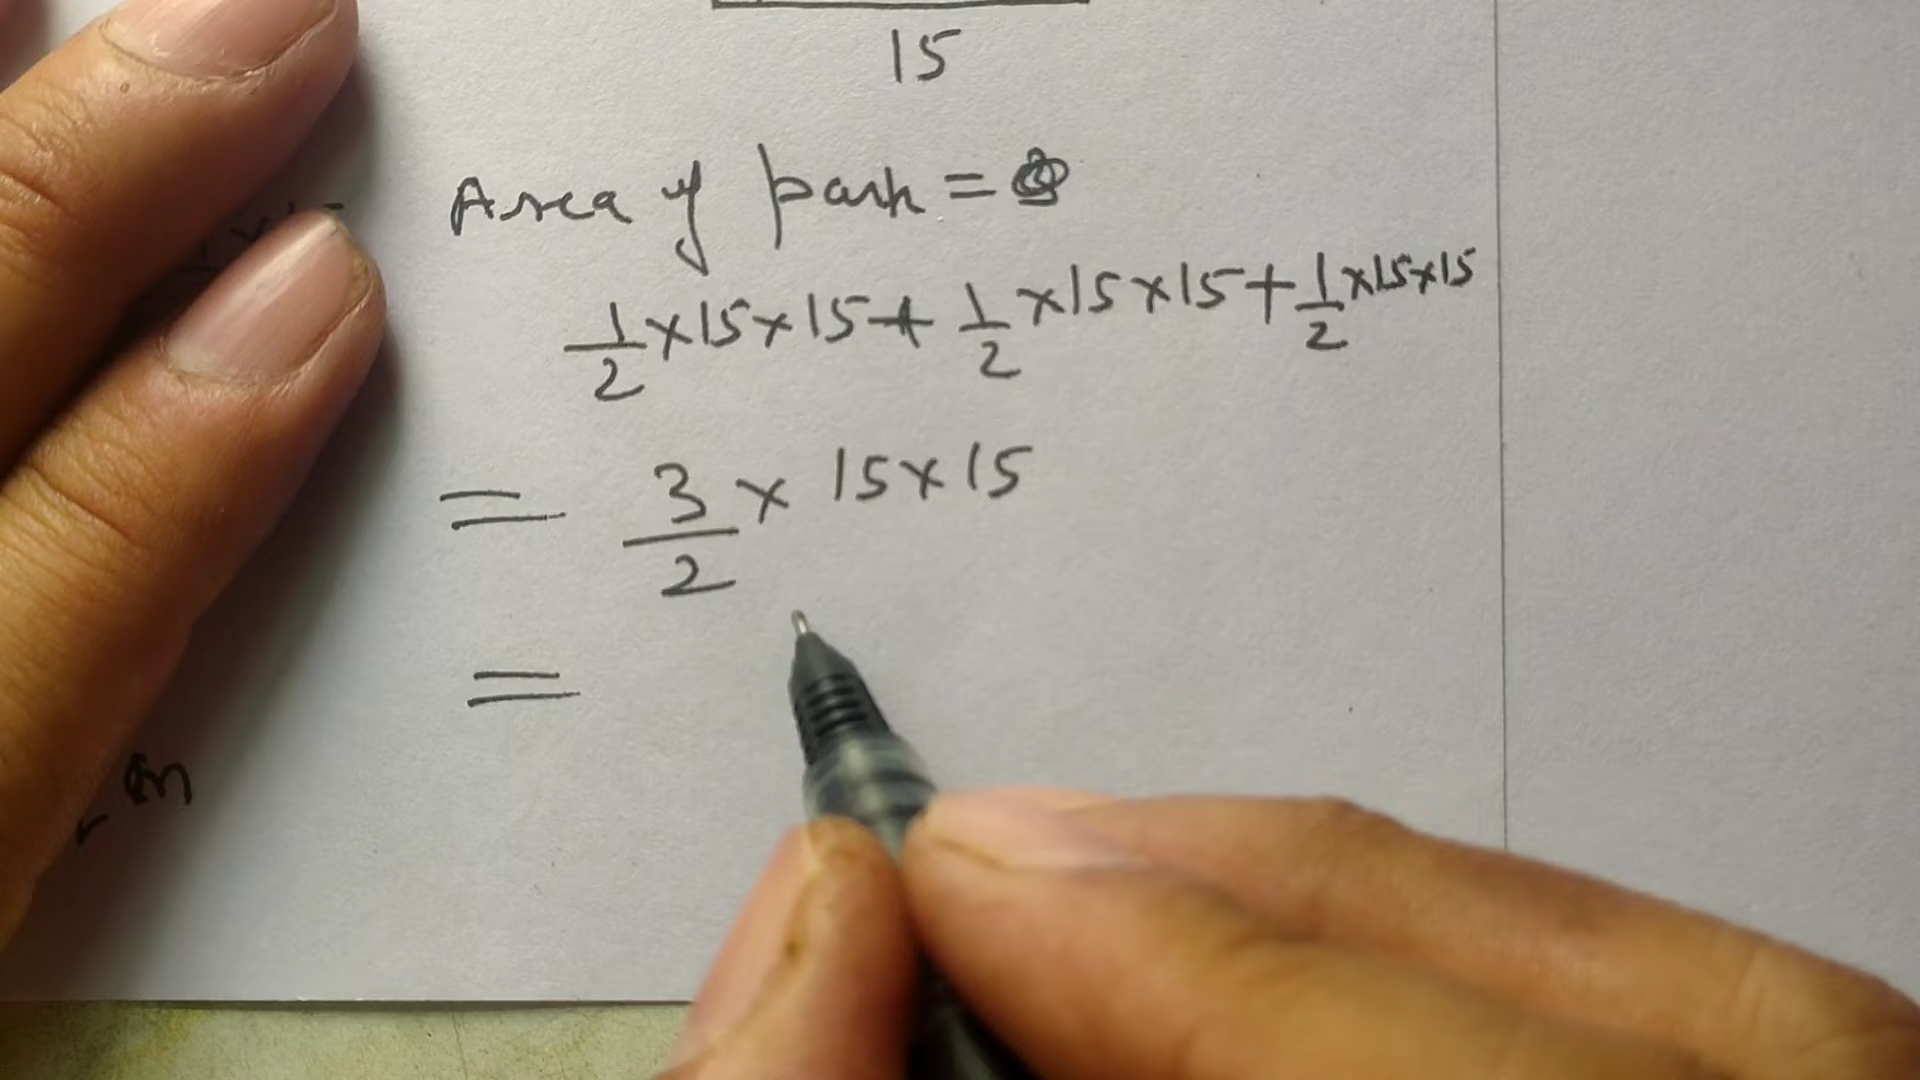 15
Area of park =
1/2 × 15 × 15 + 1/2 × 15 × 15 + 1/2 × 15 × 15
= 3/2 × 15 × 15
=
m